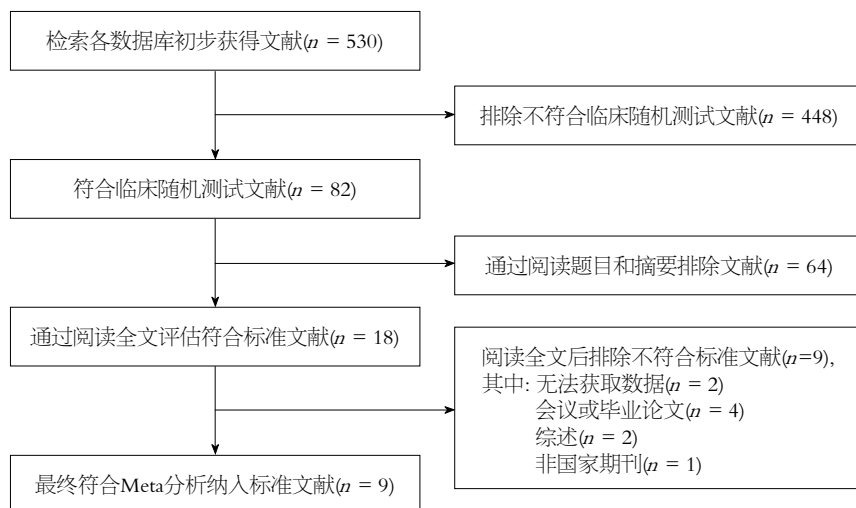 检索各数据库初步获得文献(n = 530)
排除不符合临床随机测试文献(n = 448)
符合临床随机测试文献(n = 82)
通过阅读题目和摘要排除文献(n = 64)
通过阅读全文评估符合标准文献(n = 18)
阅读全文后排除不符合标准文献(n=9),
其中: 无法获取数据(n = 2)
会议或毕业论文(n = 4)
综述(n = 2)
非国家期刊(n = 1)
最终符合Meta分析纳入标准文献(n = 9)